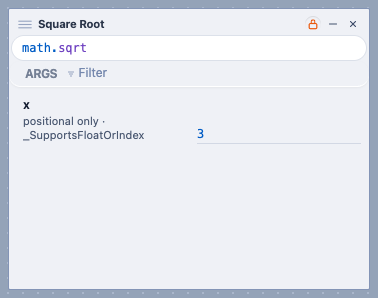 Square Root
math.sqrt
ARGS Filter
x
positional only ·
_SupportsFloatOrIndex
3